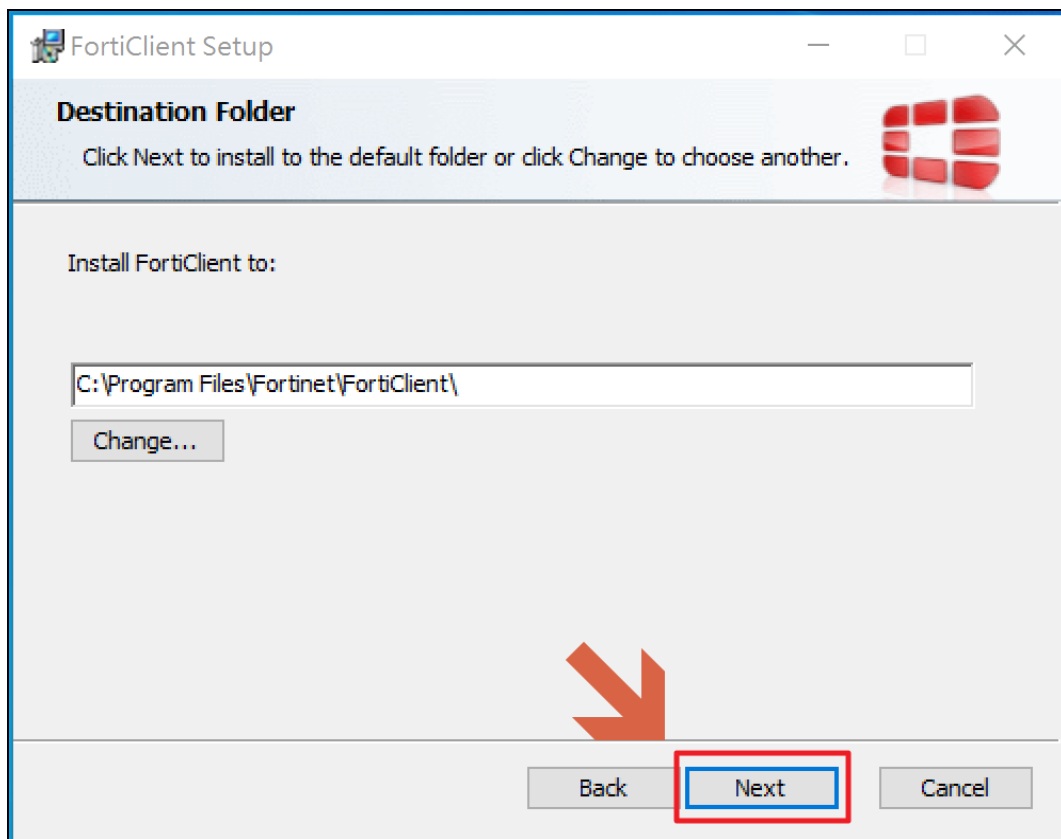 FortiClient Setup
Destination Folder
Click Next to install to the default folder or click Change to choose another.
Install FortiClient to:
C:\Program Files\Fortinet\FortiClient\
Change...
Back
Next
Cancel